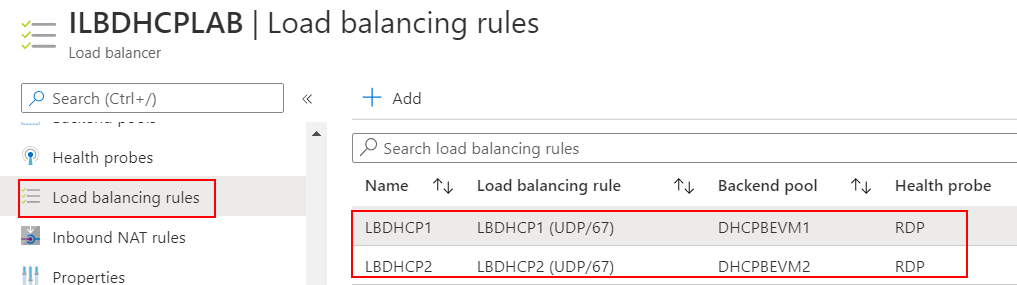 ILBDHCPLAB | Load balancing rules
Load balancer
Search (Ctrl+/)
«
Backend pools
Health probes
Load balancing rules
Inbound NAT rules
Properties
+ Add
Search load balancing rules
Name ↑↓ Load balancing rule ↑↓ Backend pool ↑↓ Health probe
LBDHCP1 LBDHCP1 (UDP/67) DHCPBEVM1 RDP
LBDHCP2 LBDHCP2 (UDP/67) DHCPBEVM2 RDP